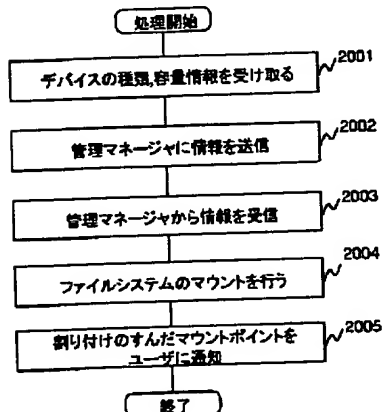 処理開始
デバイスの種類,容量情報を受け取る
2001
管理マネージャに情報を送信
2002
管理マネージャから情報を受信
2003
ファイルシステムのマウントを行う
2004
割り付けのすんだマウントポイントを
ユーザに通知
2005
終了